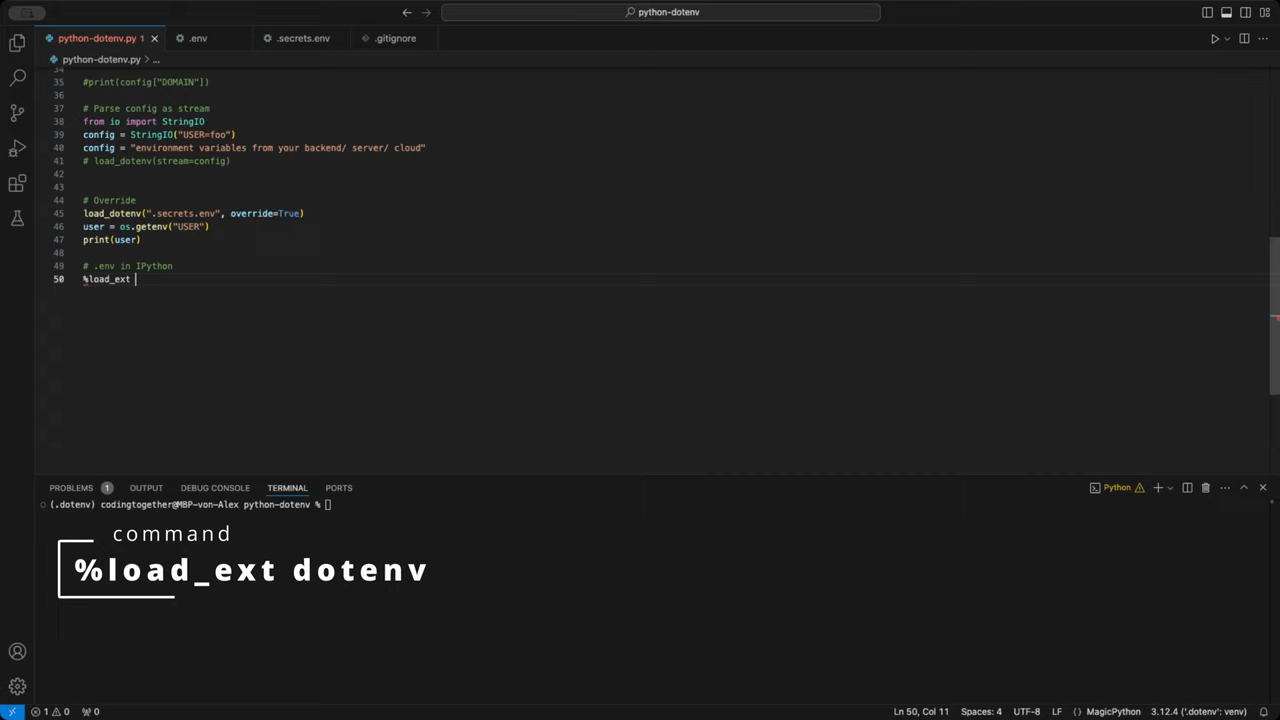 python-dotenv
python-dotenv.py 1
.env
.secrets.env
.gitignore
python-dotenv.py > ...
34
35 #print(config["DOMAIN"])
36
37 # Parse config as stream
38 from io import StringIO
39 config = StringIO("USER=foo")
40 config = "environment variables from your backend/ server/ cloud"
41 # load_dotenv(stream=config)
42
43
44 # Override
45 load_dotenv(".secrets.env", override=True)
46 user = os.getenv("USER")
47 print(user)
48
49 # .env in IPython
50 %load_ext
PROBLEMS 1 OUTPUT DEBUG CONSOLE TERMINAL PORTS
Python
(.dotenv) codingtogether@MBP-von-Alex python-dotenv %
command
%load_ext dotenv
1 0 0
Ln 50, Col 11 Spaces: 4 UTF-8 LF {} MagicPython 3.12.4 ('.dotenv': venv)